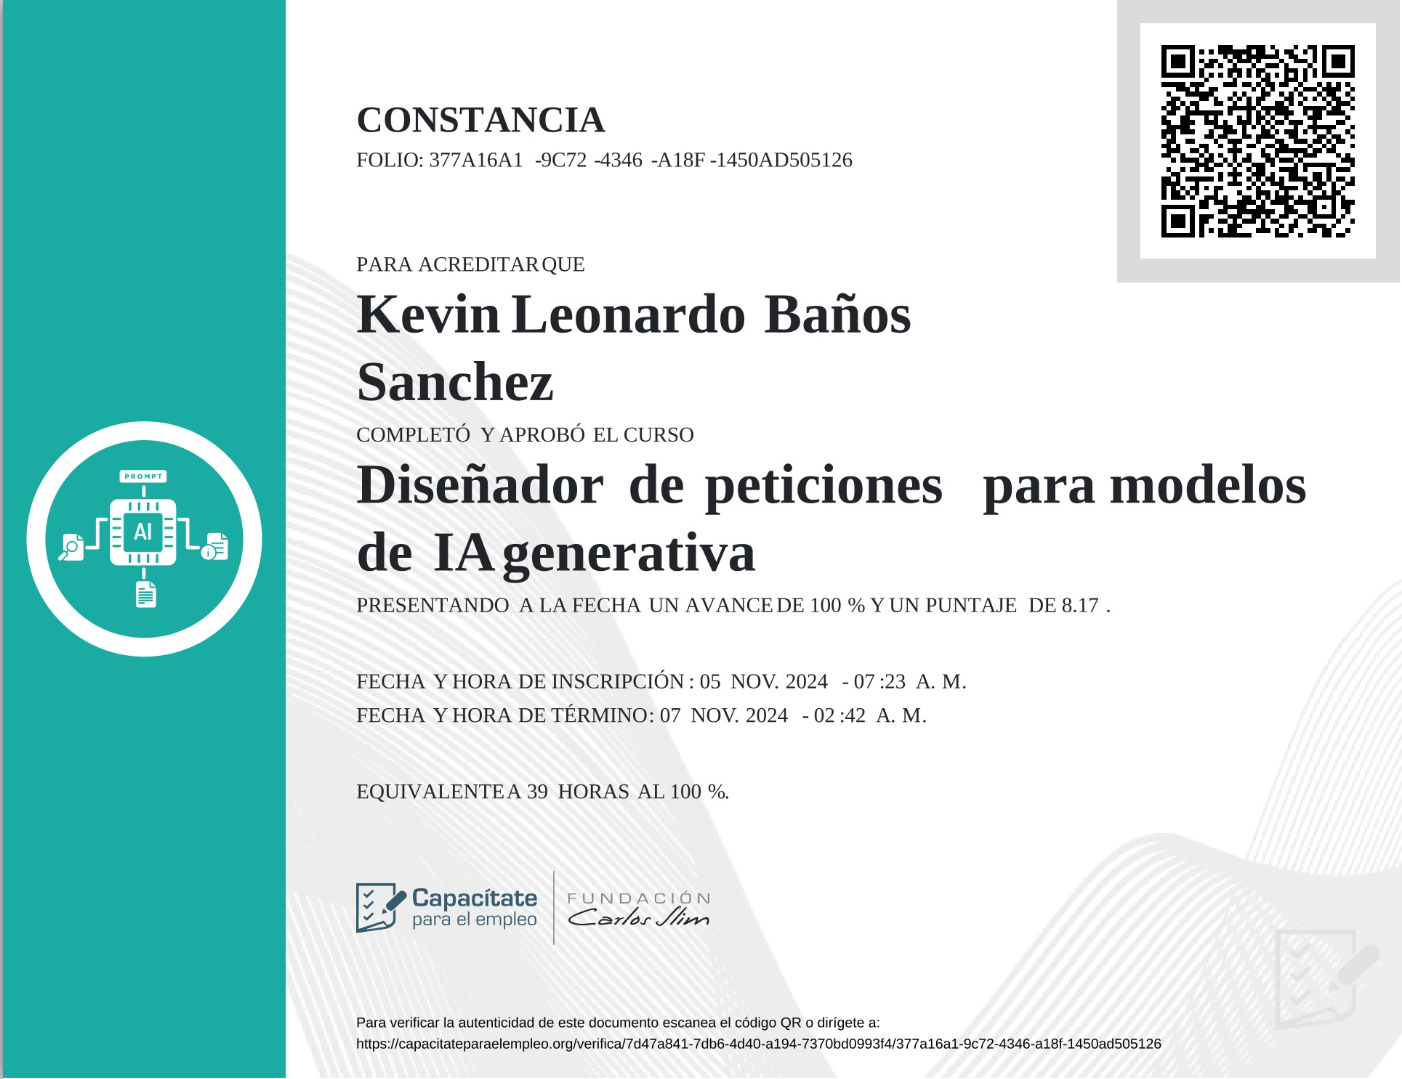 CONSTANCIA
FOLIO: 377A16A1 -9C72 -4346 -A18F -1450AD505126
PARA ACREDITAR QUE
Kevin Leonardo Baños
Sanchez
COMPLETÓ Y APROBÓ EL CURSO
Diseñador de peticiones para modelos
de IA generativa
PROMPT
AI
PRESENTANDO A LA FECHA UN AVANCE DE 100 % Y UN PUNTAJE DE 8.17 .
FECHA Y HORA DE INSCRIPCIÓN : 05 NOV. 2024 - 07 :23 A. M.
FECHA Y HORA DE TÉRMINO: 07 NOV. 2024 - 02 :42 A. M.
EQUIVALENTE A 39 HORAS AL 100 %.
Capacítate
para el empleo
FUNDACIÓN
Carlos Slim
Para verificar la autenticidad de este documento escanea el código QR o dirígete a:
https://capacitateparaelempleo.org/verifica/7d47a841-7db6-4d40-a194-7370bd0993f4/377a16a1-9c72-4346-a18f-1450ad505126